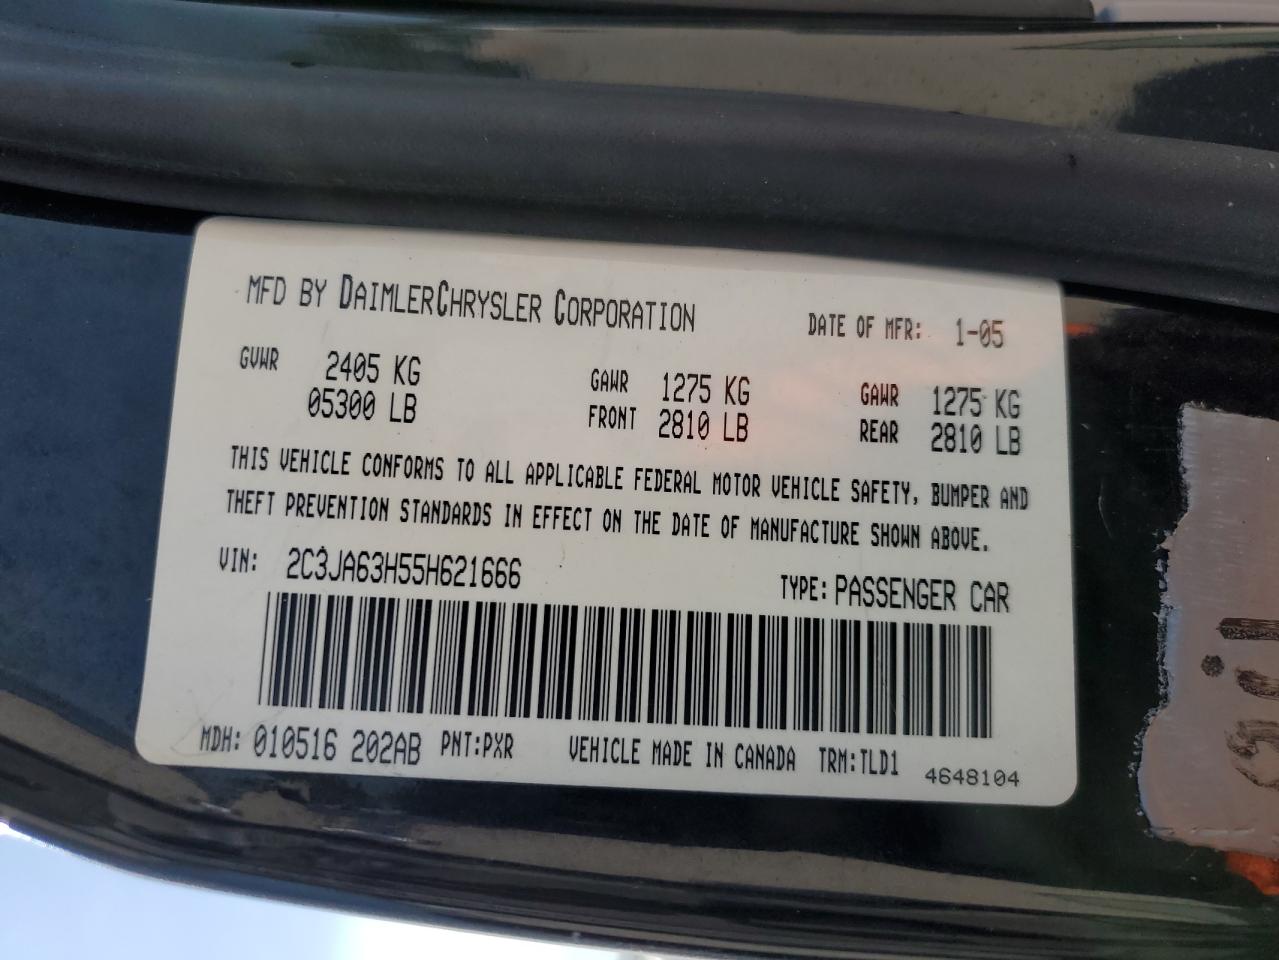 MFD BY DAIMLERCHRYSLER CORPORATION DATE OF MFR: 1-05
GVWR 2405 KG GAWR 1275 KG GAWR 1275 KG
05300 LB FRONT 2810 LB REAR 2810 LB
THIS VEHICLE CONFORMS TO ALL APPLICABLE FEDERAL MOTOR VEHICLE SAFETY, BUMPER AND
THEFT PREVENTION STANDARDS IN EFFECT ON THE DATE OF MANUFACTURE SHOWN ABOVE.
VIN: 2C3JA63H55H621666 TYPE: PASSENGER CAR
MDH: 010516 202AB PNT:PXR VEHICLE MADE IN CANADA TRM:TLD1 4648104